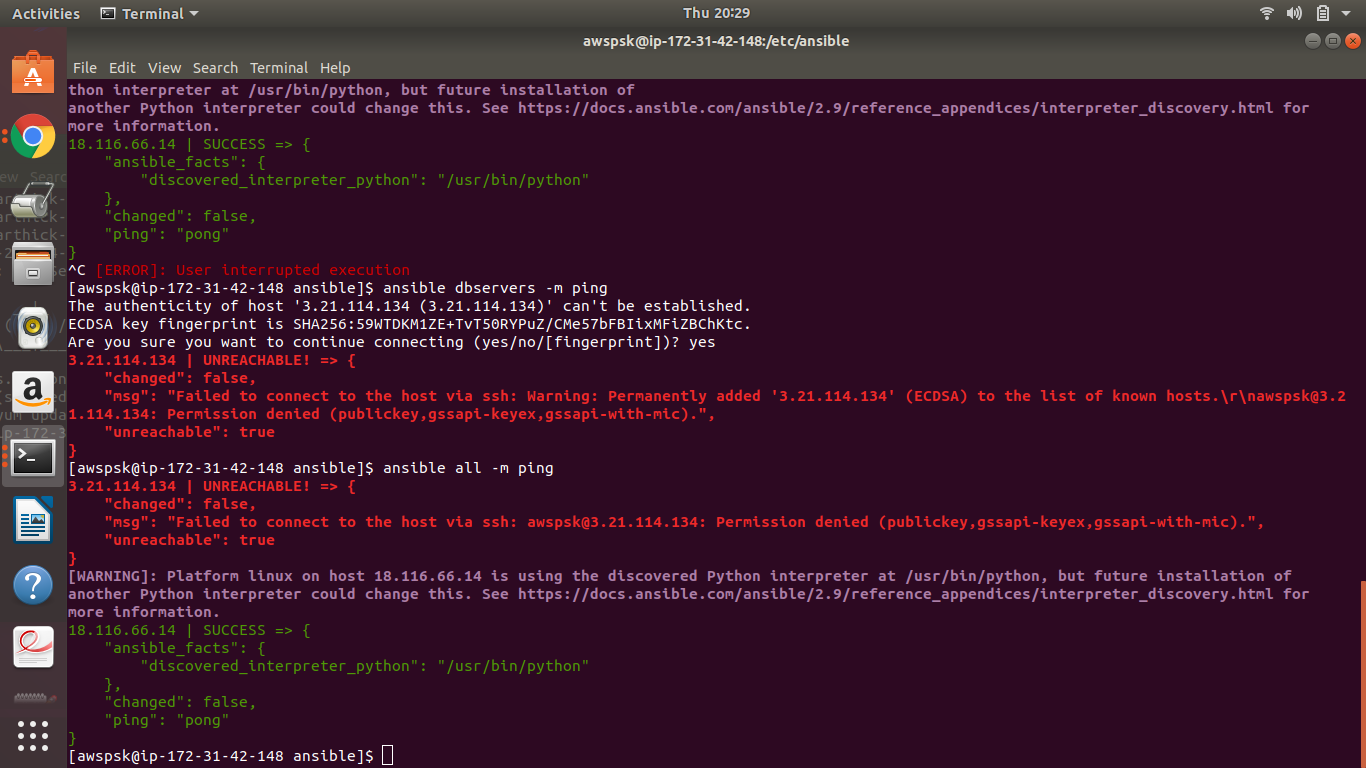 Activities
Terminal
Thu 20:29
awspsk@ip-172-31-42-148:/etc/ansible
File Edit View Search Terminal Help
thon interpreter at /usr/bin/python, but future installation of
another Python interpreter could change this. See https://docs.ansible.com/ansible/2.9/reference_appendices/interpreter_discovery.html for
more information.
18.116.66.14 | SUCCESS => {
    "ansible_facts": {
        "discovered_interpreter_python": "/usr/bin/python"
    },
    "changed": false,
    "ping": "pong"
}
^C [ERROR]: User interrupted execution
[awspsk@ip-172-31-42-148 ansible]$ ansible dbservers -m ping
The authenticity of host '3.21.114.134 (3.21.114.134)' can't be established.
ECDSA key fingerprint is SHA256:59WTDKM1ZE+TvT50RYPuZ/CMe57bFBIixMFiZBChKtc.
Are you sure you want to continue connecting (yes/no/[fingerprint])? yes
3.21.114.134 | UNREACHABLE! => {
    "changed": false,
    "msg": "Failed to connect to the host via ssh: Warning: Permanently added '3.21.114.134' (ECDSA) to the list of known hosts.\r\nawspsk@3.2
1.114.134: Permission denied (publickey,gssapi-keyex,gssapi-with-mic).",
    "unreachable": true
}
[awspsk@ip-172-31-42-148 ansible]$ ansible all -m ping
3.21.114.134 | UNREACHABLE! => {
    "changed": false,
    "msg": "Failed to connect to the host via ssh: awspsk@3.21.114.134: Permission denied (publickey,gssapi-keyex,gssapi-with-mic).",
    "unreachable": true
}
[WARNING]: Platform linux on host 18.116.66.14 is using the discovered Python interpreter at /usr/bin/python, but future installation of
another Python interpreter could change this. See https://docs.ansible.com/ansible/2.9/reference_appendices/interpreter_discovery.html for
more information.
18.116.66.14 | SUCCESS => {
    "ansible_facts": {
        "discovered_interpreter_python": "/usr/bin/python"
    },
    "changed": false,
    "ping": "pong"
}
[awspsk@ip-172-31-42-148 ansible]$